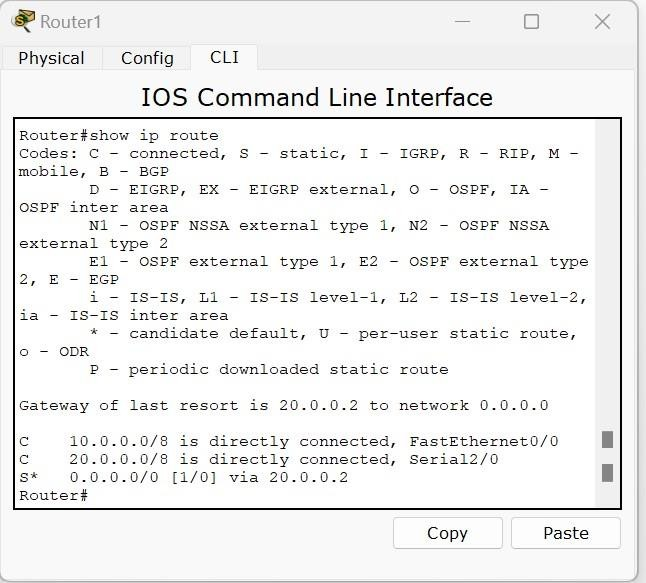 Router1
Physical Config CLI
IOS Command Line Interface
Router#show ip route
Codes: C - connected, S - static, I - IGRP, R - RIP, M -
mobile, B - BGP
D - EIGRP, EX - EIGRP external, O - OSPF, IA -
OSPF inter area
N1 - OSPF NSSA external type 1, N2 - OSPF NSSA
external type 2
E1 - OSPF external type 1, E2 - OSPF external type
2, E - EGP
i - IS-IS, L1 - IS-IS level-1, L2 - IS-IS level-2,
ia - IS-IS inter area
* - candidate default, U - per-user static route,
o - ODR
P - periodic downloaded static route
Gateway of last resort is 20.0.0.2 to network 0.0.0.0
C 10.0.0.0/8 is directly connected, FastEthernet0/0
C 20.0.0.0/8 is directly connected, Serial2/0
S* 0.0.0.0/0 [1/0] via 20.0.0.2
Router#
Copy Paste